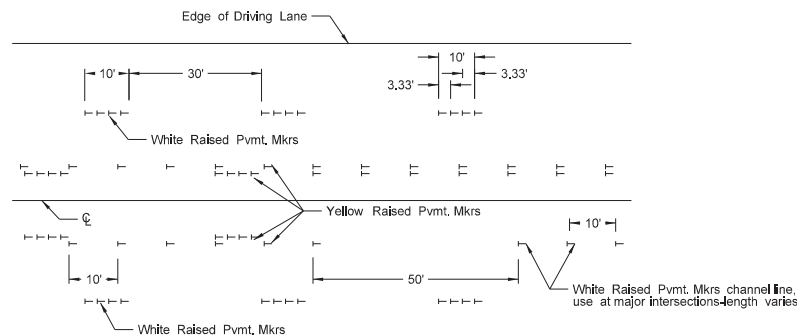 Edge of Driving Lane
10'
30'
10'
3.33'
3.33'
White Raised Pvmt. Mkrs
℄
Yellow Raised Pvmt. Mkrs
10'
10'
50'
White Raised Pvmt. Mkrs channel line,
use at major intersections-length varies
White Raised Pvmt. Mkrs